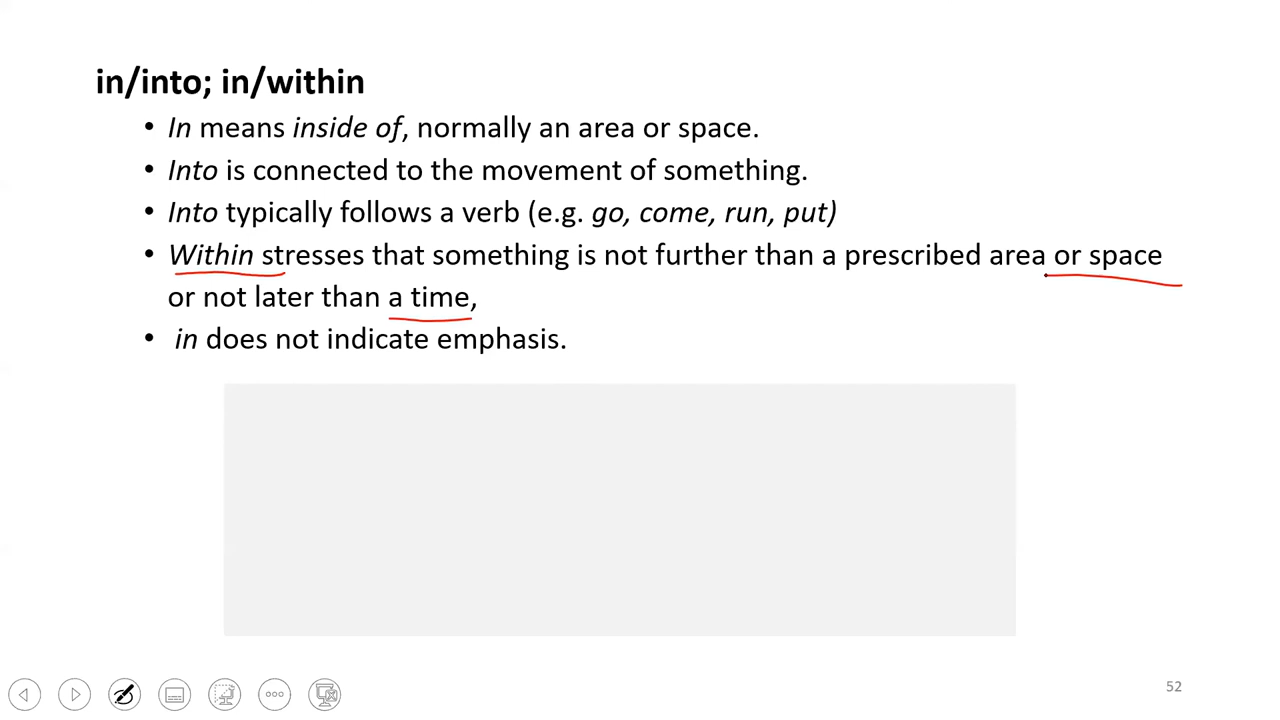 in/into; in/within
• In means inside of, normally an area or space.
• Into is connected to the movement of something.
• Into typically follows a verb (e.g. go, come, run, put)
• Within stresses that something is not further than a prescribed area or space
or not later than a time,
• in does not indicate emphasis.
52